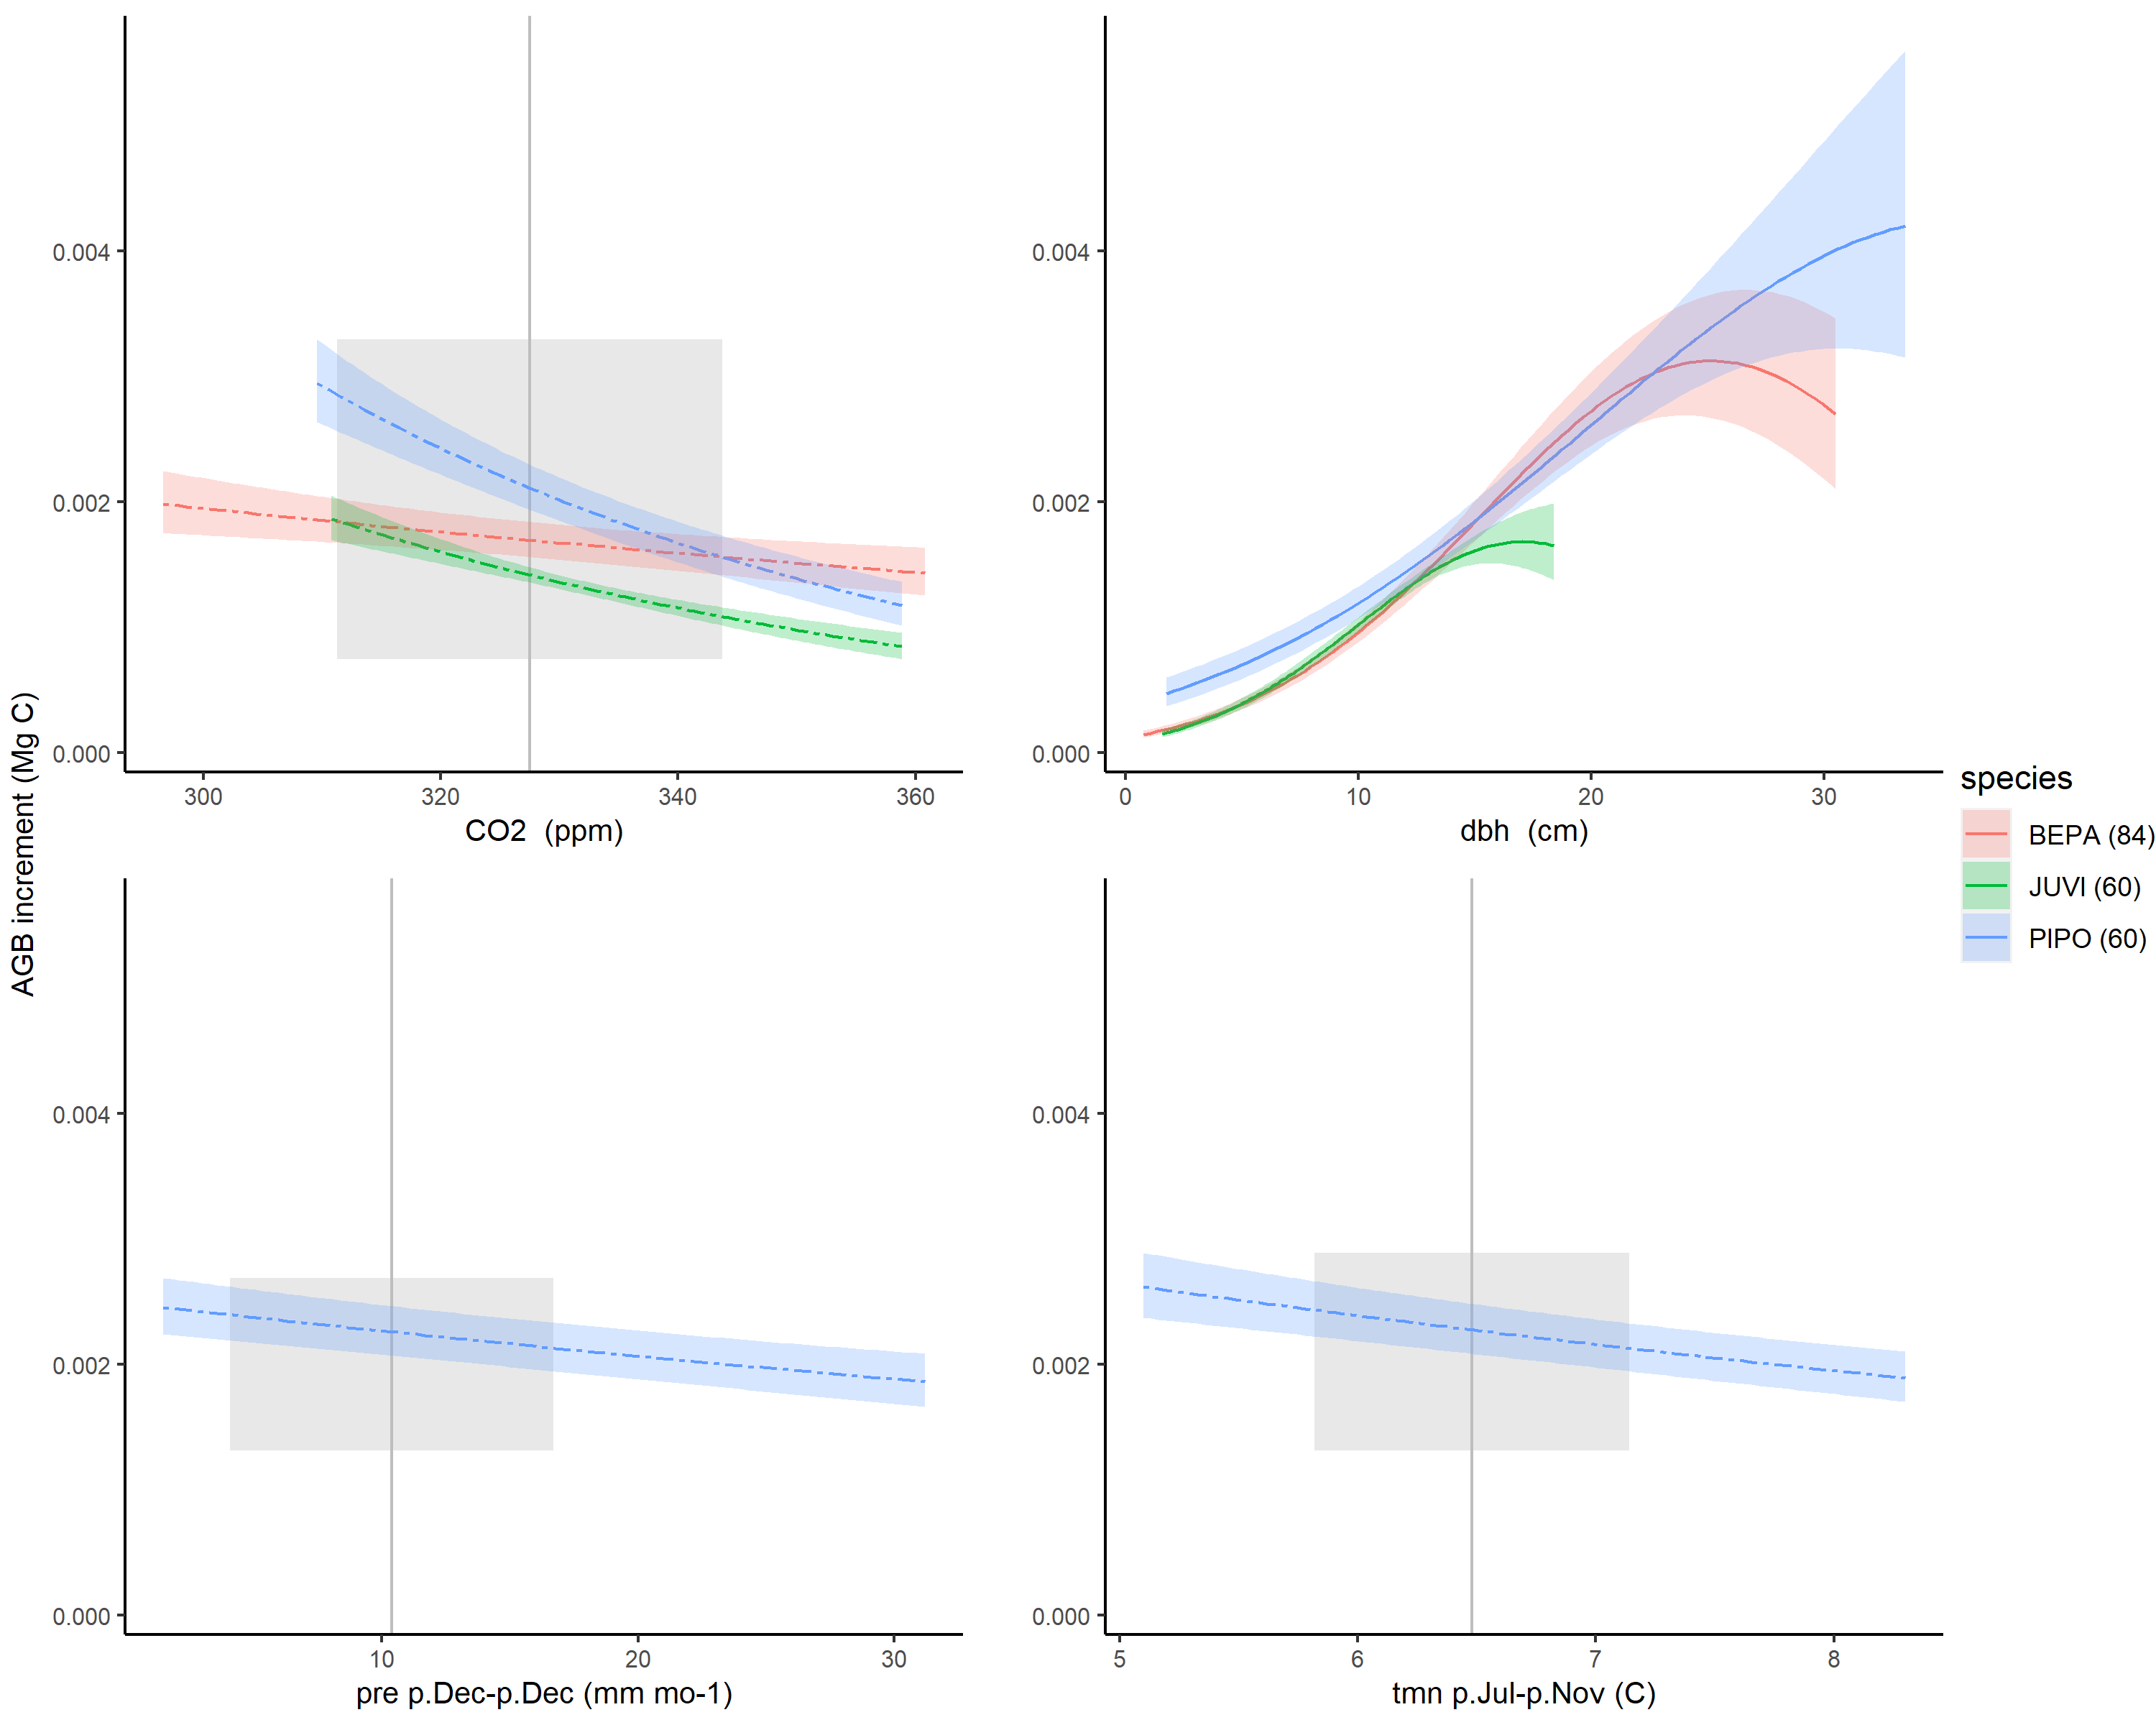 AGB increment (Mg C)
0.004
0.002
0.000
300 320 340 360
CO2 (ppm)
0.004
0.002
0.000
0 10 20 30
dbh (cm)
species
BEPA (84)
JUVI (60)
PIPO (60)
0.004
0.002
0.000
10 20 30
pre p.Dec-p.Dec (mm mo-1)
0.004
0.002
0.000
5 6 7 8
tmn p.Jul-p.Nov (C)